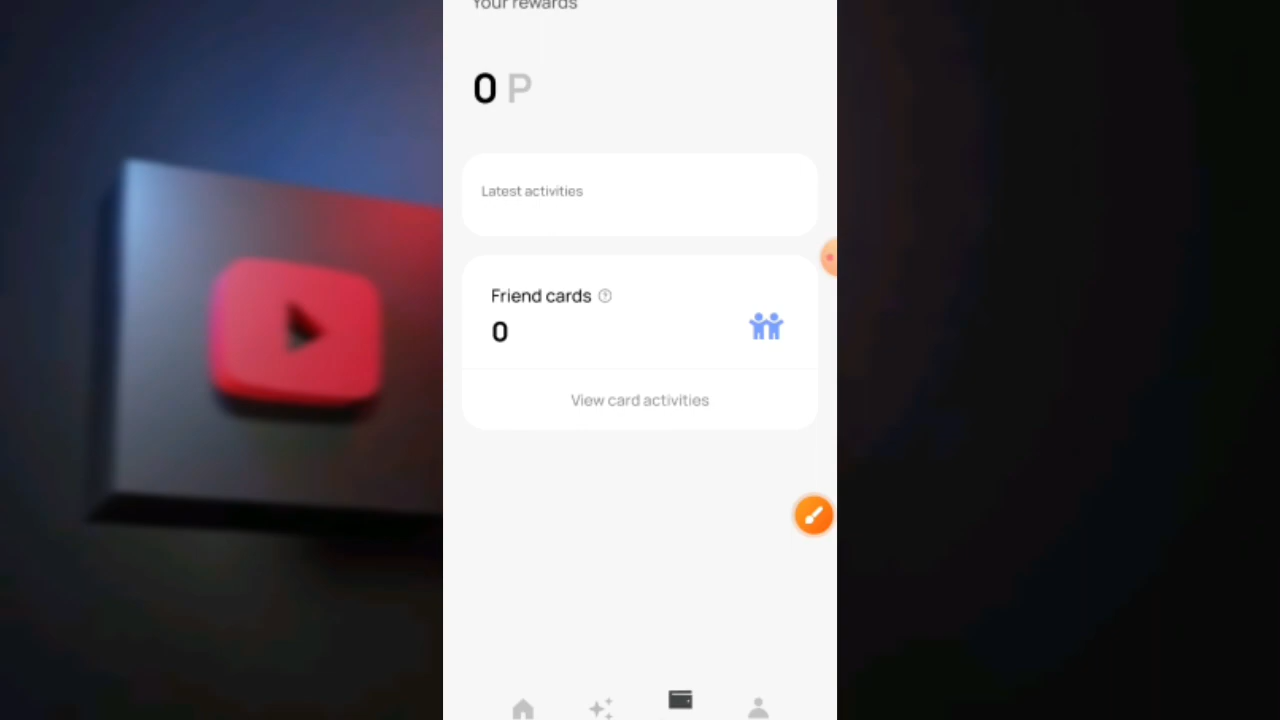 Your rewards
0 P
Latest activities
Friend cards
0
View card activities